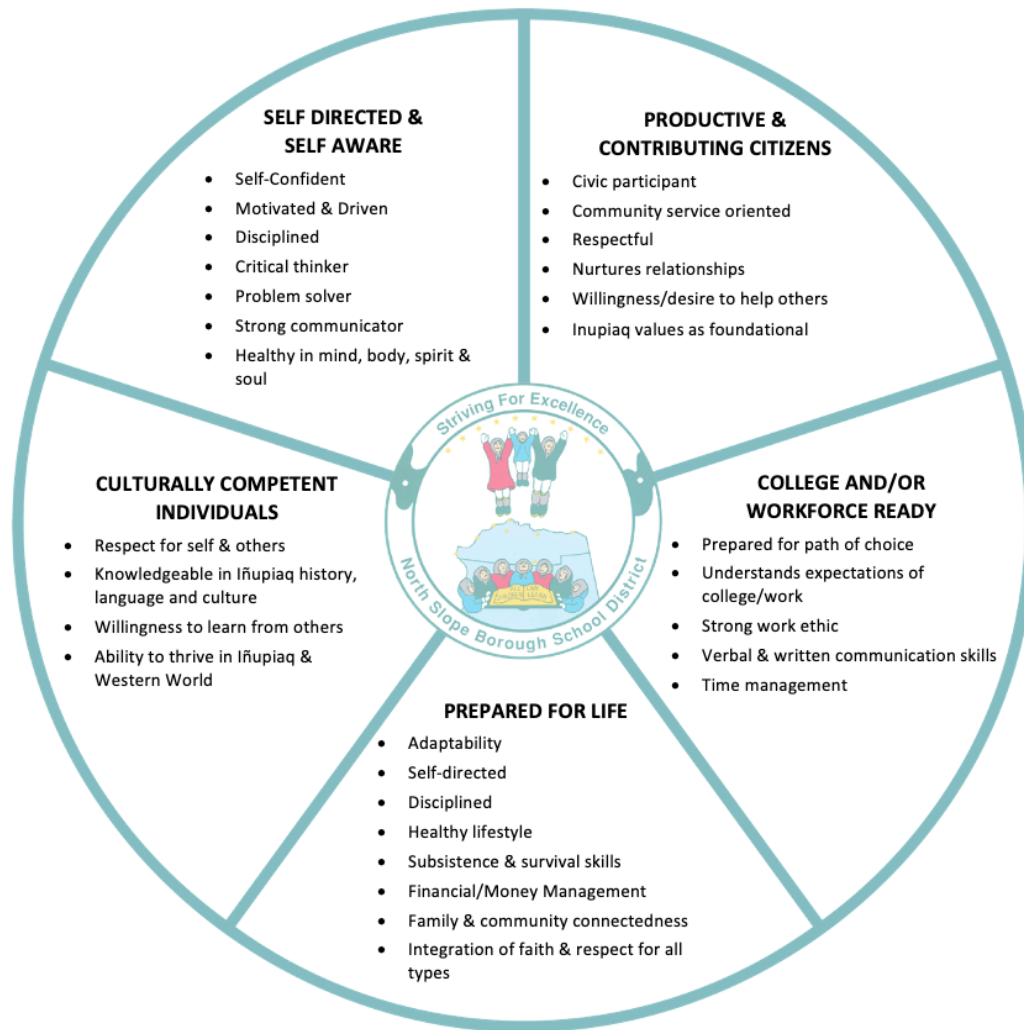 SELF DIRECTED &
SELF AWARE
• Self-Confident
• Motivated & Driven
• Disciplined
• Critical thinker
• Problem solver
• Strong communicator
• Healthy in mind, body, spirit &
soul
PRODUCTIVE &
CONTRIBUTING CITIZENS
• Civic participant
• Community service oriented
• Respectful
• Nurtures relationships
• Willingness/desire to help others
• Inupiaq values as foundational
CULTURALLY COMPETENT
INDIVIDUALS
• Respect for self & others
• Knowledgeable in Iñupiaq history,
language and culture
• Willingness to learn from others
• Ability to thrive in Iñupiaq &
Western World
Striving For Excellence
North Slope Borough School District
COLLEGE AND/OR
WORKFORCE READY
• Prepared for path of choice
• Understands expectations of
college/work
• Strong work ethic
• Verbal & written communication skills
• Time management
PREPARED FOR LIFE
• Adaptability
• Self-directed
• Disciplined
• Healthy lifestyle
• Subsistence & survival skills
• Financial/Money Management
• Family & community connectedness
• Integration of faith & respect for all
types